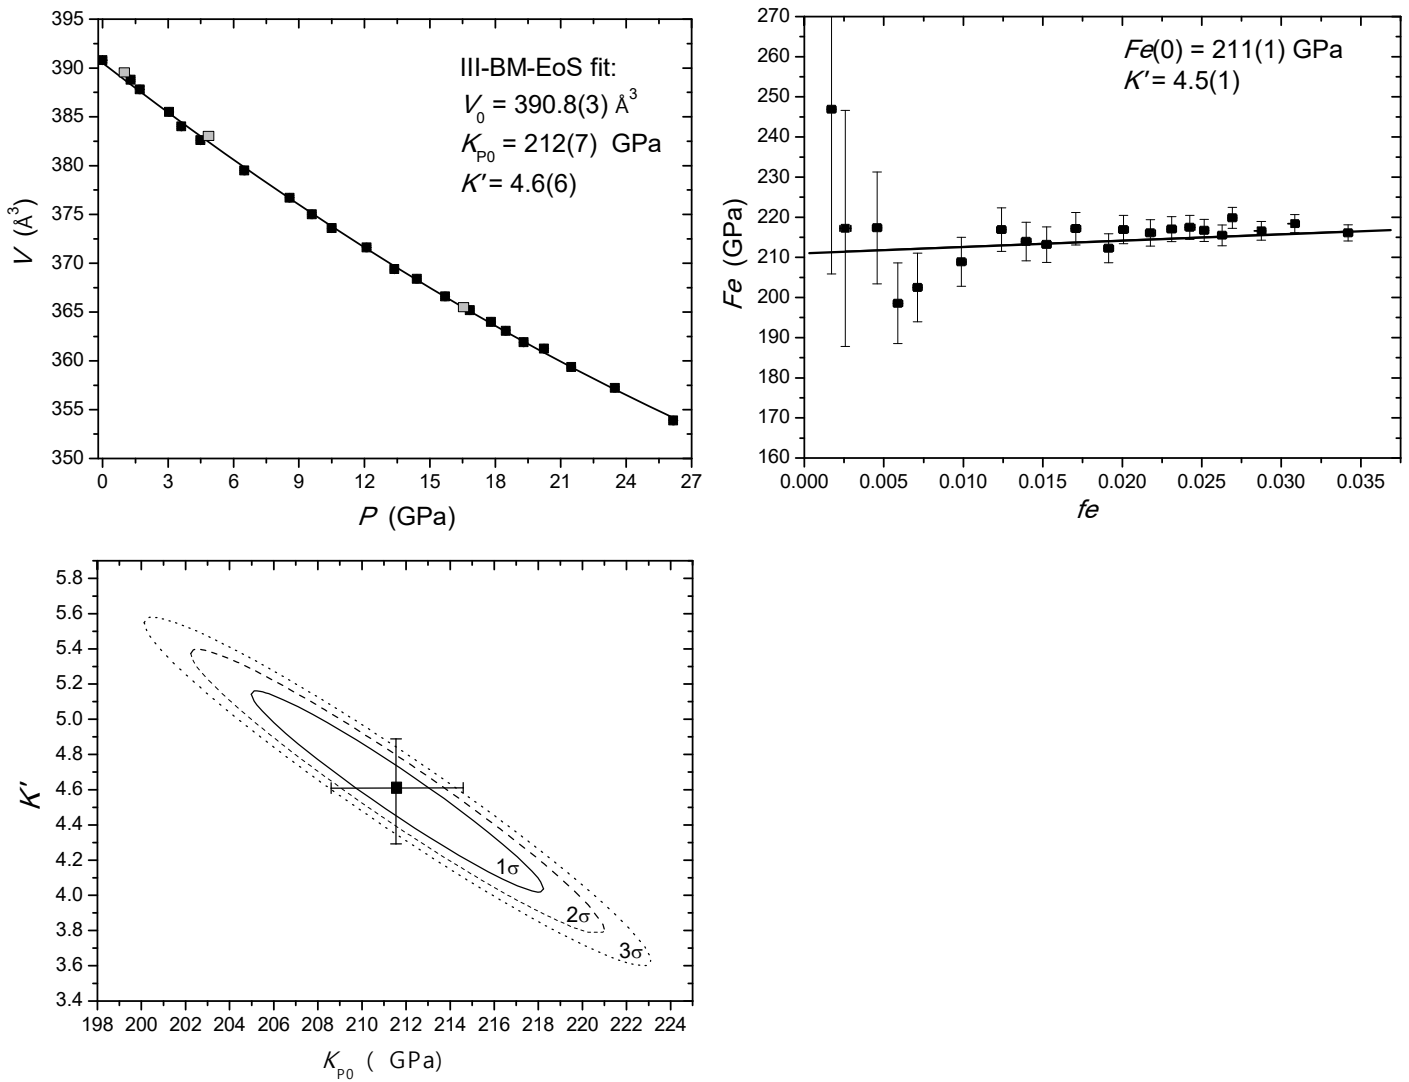 III-BM-EoS fit:
V0 = 390.8(3) Å3
KP0 = 212(7) GPa
K' = 4.6(6)
395
390
385
380
375
370
365
360
355
350
V (Å3)
0 3 6 9 12 15 18 21 24 27
P (GPa)
Fe(0) = 211(1) GPa
K' = 4.5(1)
270
260
250
240
230
220
210
200
190
180
170
160
Fe (GPa)
0.000 0.005 0.010 0.015 0.020 0.025 0.030 0.035
fe
5.8
5.6
5.4
5.2
5.0
4.8
4.6
4.4
4.2
4.0
3.8
3.6
3.4
K'
1σ
2σ
3σ
198 200 202 204 206 208 210 212 214 216 218 220 222 224
KP0 ( GPa)